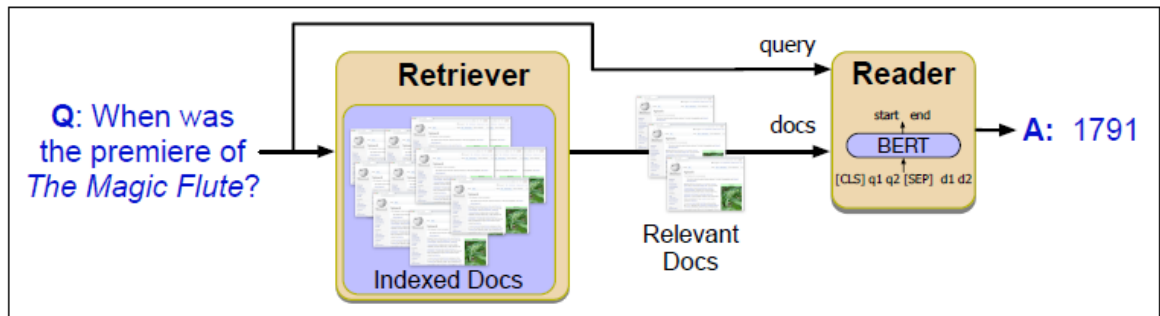 Q: When was
the premiere of
The Magic Flute?
Retriever
Indexed Docs
query
docs
Relevant
Docs
Reader
start end
BERT
[CLS] q1 q2 [SEP] d1 d2
A: 1791